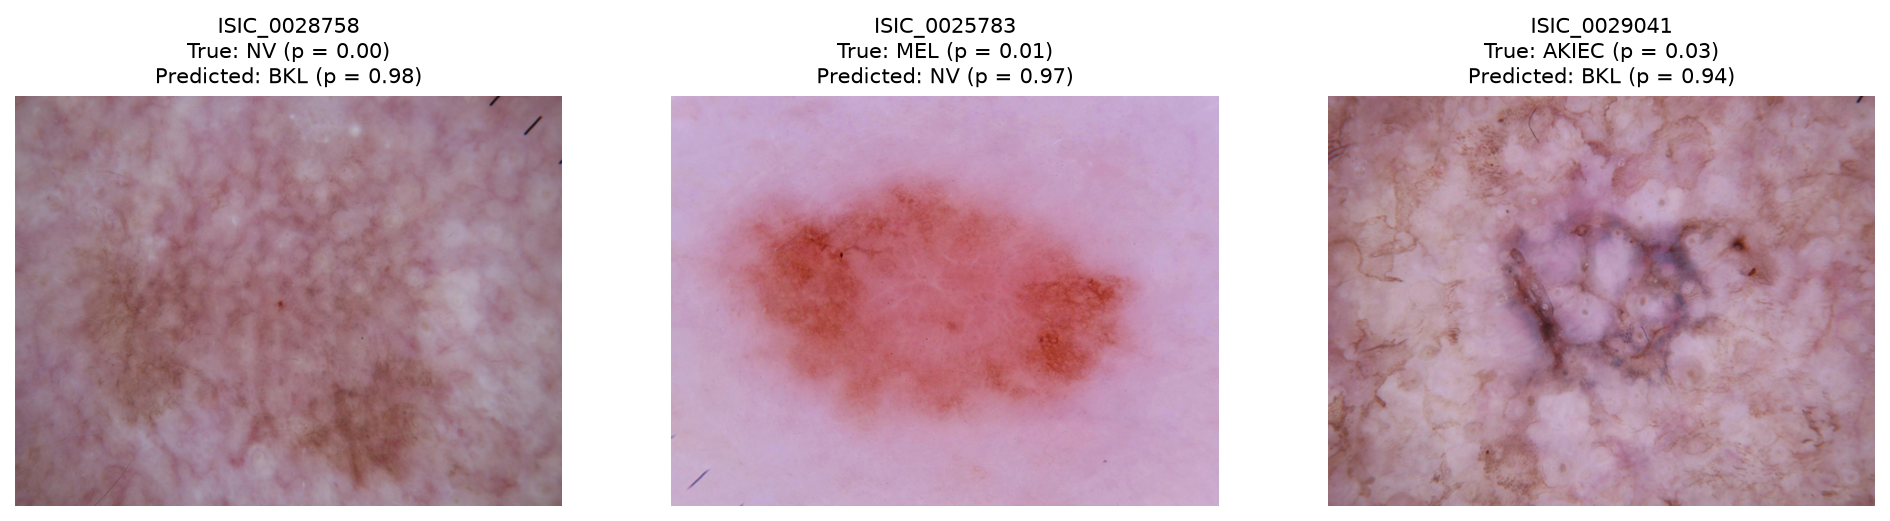 ISIC_0028758
True: NV (p = 0.00)
Predicted: BKL (p = 0.98)
ISIC_0025783
True: MEL (p = 0.01)
Predicted: NV (p = 0.97)
ISIC_0029041
True: AKIEC (p = 0.03)
Predicted: BKL (p = 0.94)